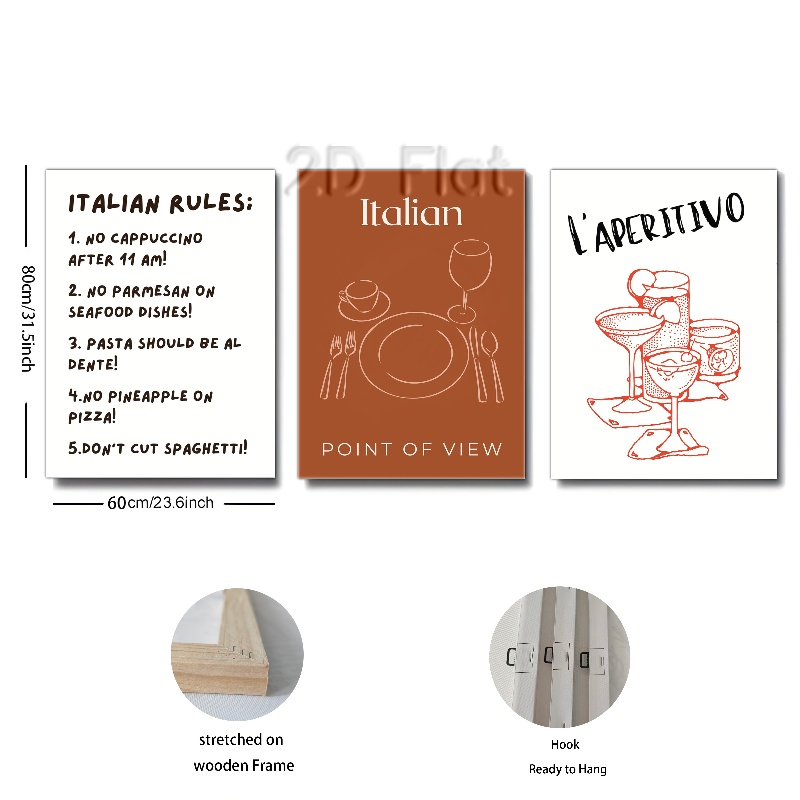 2D Flat
ITALIAN RULES:
1. NO CAPPUCCINO
AFTER 11 AM!
2. NO PARMESAN ON
SEAFOOD DISHES!
3. PASTA SHOULD BE AL
DENTE!
4.NO PINEAPPLE ON
PIZZA!
5.DON'T CUT SPAGHETTI!
Italian
POINT OF VIEW
L'APERITIVO
80cm/31.5inch
60cm/23.6inch
stretched on
wooden Frame
Hook
Ready to Hang